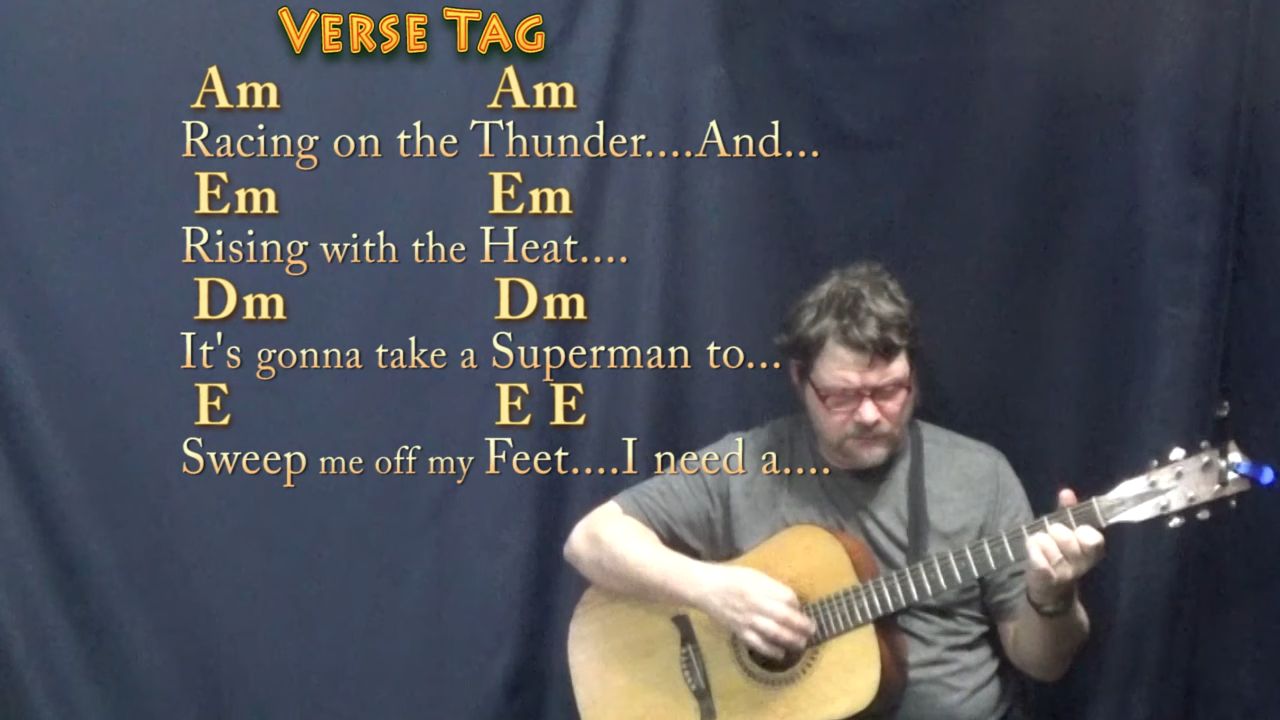 VERSE TAG
Am Am
Racing on the Thunder....And...
Em Em
Rising with the Heat....
Dm Dm
It's gonna take a Superman to...
E E E
Sweep me off my Feet....I need a....